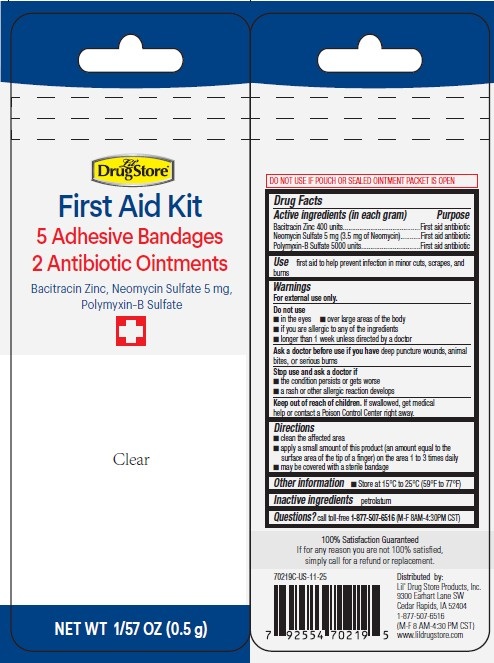 Lil'
Drug Store®
First Aid Kit
5 Adhesive Bandages
2 Antibiotic Ointments
Bacitracin Zinc, Neomycin Sulfate 5 mg,
Polymyxin-B Sulfate
Clear
NET WT 1/57 OZ (0.5 g)
DO NOT USE IF POUCH OR SEALED OINTMENT PACKET IS OPEN
Drug Facts
Active ingredients (in each gram) Purpose
Bacitracin Zinc 400 units..............................First aid antibiotic
Neomycin Sulfate 5 mg (3.5 mg of Neomycin)........First aid antibiotic
Polymyxin-B Sulfate 5000 units.....................First aid antibiotic
Use first aid to help prevent infection in minor cuts, scrapes, and
burns
Warnings
For external use only.
Do not use
■ in the eyes ■ over large areas of the body
■ if you are allergic to any of the ingredients
■ longer than 1 week unless directed by a doctor
Ask a doctor before use if you have deep puncture wounds, animal
bites, or serious burns
Stop use and ask a doctor if
■ the condition persists or gets worse
■ a rash or other allergic reaction develops
Keep out of reach of children. If swallowed, get medical
help or contact a Poison Control Center right away.
Directions
■ clean the affected area
■ apply a small amount of this product (an amount equal to the
surface area of the tip of a finger) on the area 1 to 3 times daily
■ may be covered with a sterile bandage
Other information ■ Store at 15°C to 25°C (59°F to 77°F)
Inactive ingredients petrolatum
Questions? call toll-free 1-877-507-6516 (M-F 8AM-4:30PM CST)
100% Satisfaction Guaranteed
If for any reason you are not 100% satisfied,
simply call for a refund or replacement.
70219C-US-11-25
7 92554 70219 5
Distributed by:
Lil' Drug Store Products, Inc.
9300 Earhart Lane SW
Cedar Rapids, IA 52404
1-877-507-6516
(M-F 8 AM-4:30 PM CST)
www.lildrugstore.com